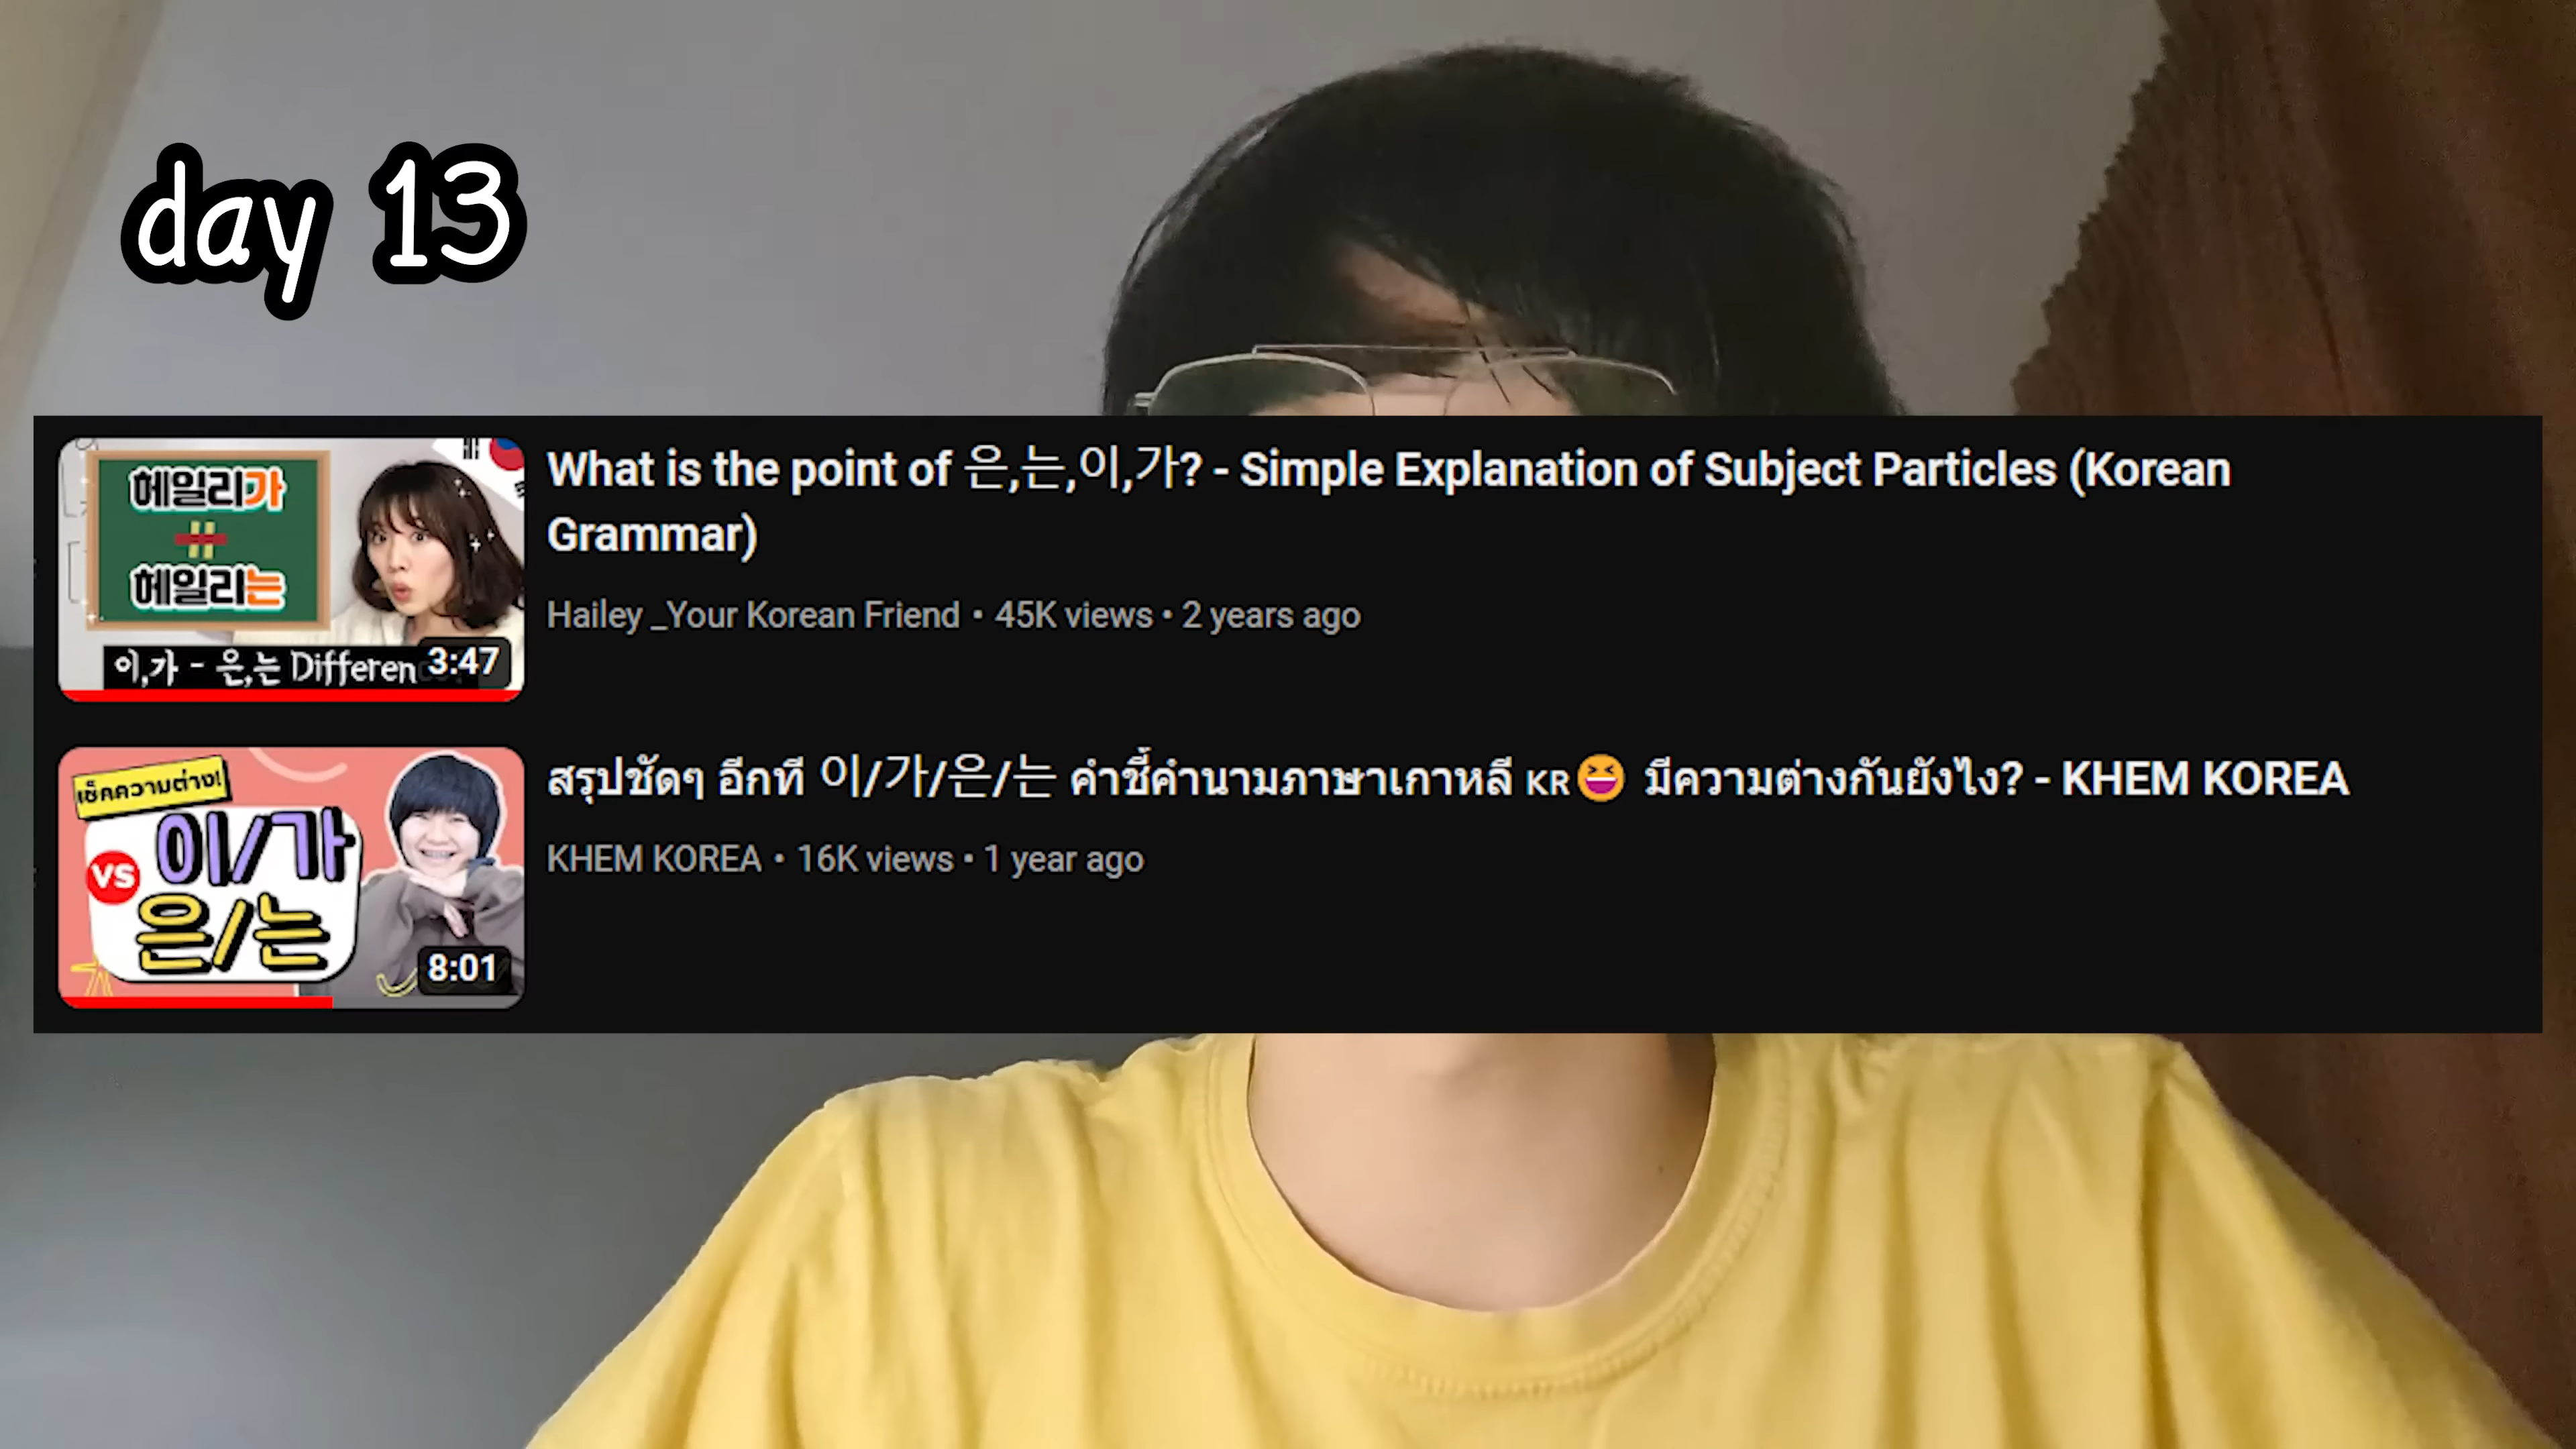 day 13
헤일리가
≠
헤일리는
이,가 - 은,는 Differen
3:47
What is the point of 은,는,이,가? - Simple Explanation of Subject Particles (Korean
Grammar)
Hailey _Your Korean Friend • 45K views • 2 years ago
เช็คความต่าง!
이/가
VS
은/는
8:01
สรุปชัดๆ อีกที 이/가/은/는 คำชี้คำนามภาษาเกาหลี KR😆 มีความต่างกันยังไง? - KHEM KOREA
KHEM KOREA • 16K views • 1 year ago